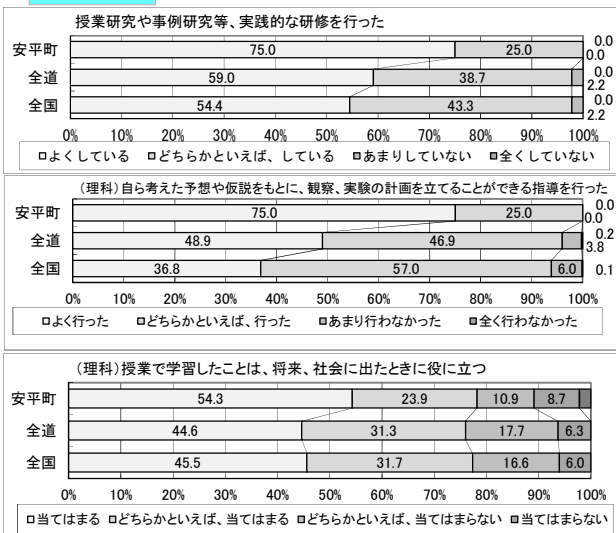 授業研究や事例研究等、実践的な研修を行った
安平町 75.0 25.0 0.0 0.0
全道 59.0 38.7 0.0 2.2
全国 54.4 43.3 0.0 2.2
0% 10% 20% 30% 40% 50% 60% 70% 80% 90% 100%
□よくしている □どちらかといえば、している ■あまりしていない ■全くしていない
（理科）自ら考えた予想や仮説をもとに、観察、実験の計画を立てることができる指導を行った
安平町 75.0 25.0 0.0 0.0
全道 48.9 46.9 0.2 3.8
全国 36.8 57.0 6.0 0.1
0% 10% 20% 30% 40% 50% 60% 70% 80% 90% 100%
□よく行った □どちらかといえば、行った ■あまり行わなかった ■全く行わなかった
（理科）授業で学習したことは、将来、社会に出たときに役に立つ
安平町 54.3 23.9 10.9 8.7
全道 44.6 31.3 17.7 6.3
全国 45.5 31.7 16.6 6.0
0% 10% 20% 30% 40% 50% 60% 70% 80% 90% 100%
□当てはまる □どちらかといえば、当てはまる ■どちらかといえば、当てはまらない ■当てはまらない